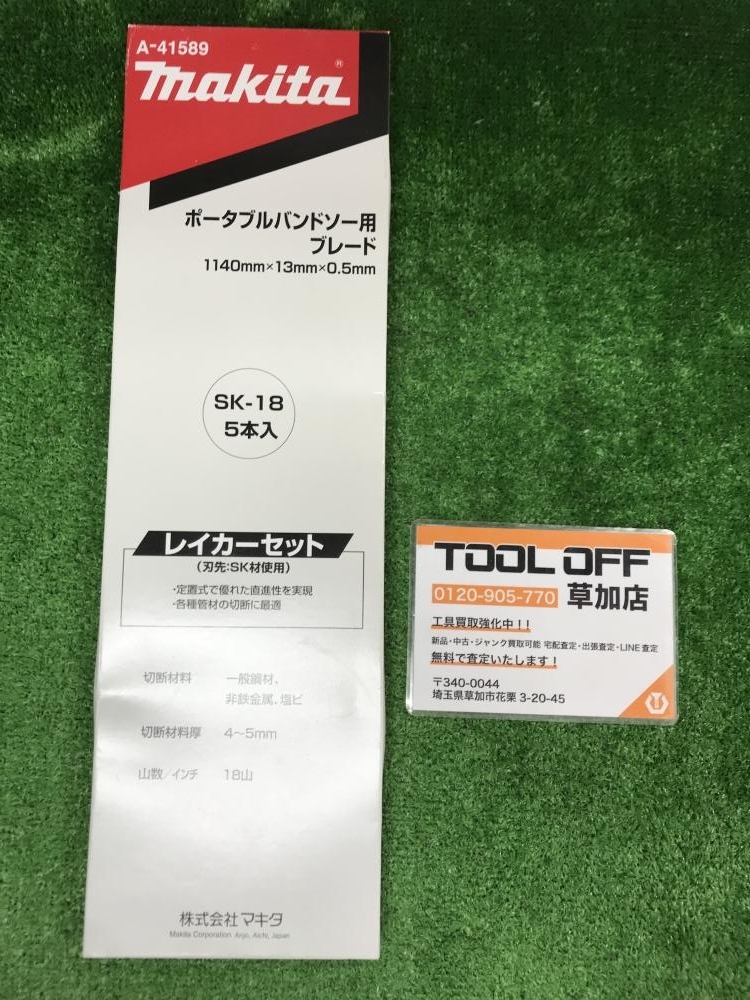 A-41589
makita®
ポータブルバンドソー用
ブレード
1140mm×13mm×0.5mm
SK-18
5本入
レイカーセット
(刃先:SK材使用)
・定置式で優れた直進性を実現
・各種管材の切断に最適
切断材料 一般鋼材、
非鉄金属、塩ビ
切断材料厚 4〜5mm
山数/インチ 18山
株式会社マキタ
Makita Corporation Anjo, Aichi, Japan
TOOL OFF
0120-905-770 草加店
工具買取強化中!!
新品・中古・ジャンク買取可能 宅配査定・出張査定・LINE査定
無料で査定いたします!
〒340-0044
埼玉県草加市花栗 3-20-45